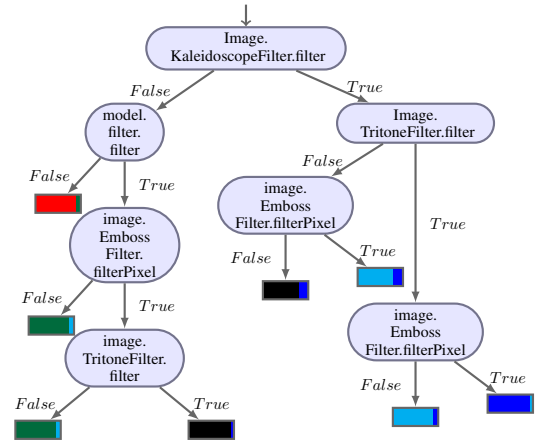 Image.
KaleidoscopeFilter.filter
False
True
model.
filter.
filter
Image.
TritoneFilter.filter
False
True
False
True
image.
Emboss
Filter.filterPixel
image.
Emboss
Filter.
filterPixel
False
True
False
True
image.
TritoneFilter.
filter
image.
Emboss
Filter.filterPixel
False
True
False
True